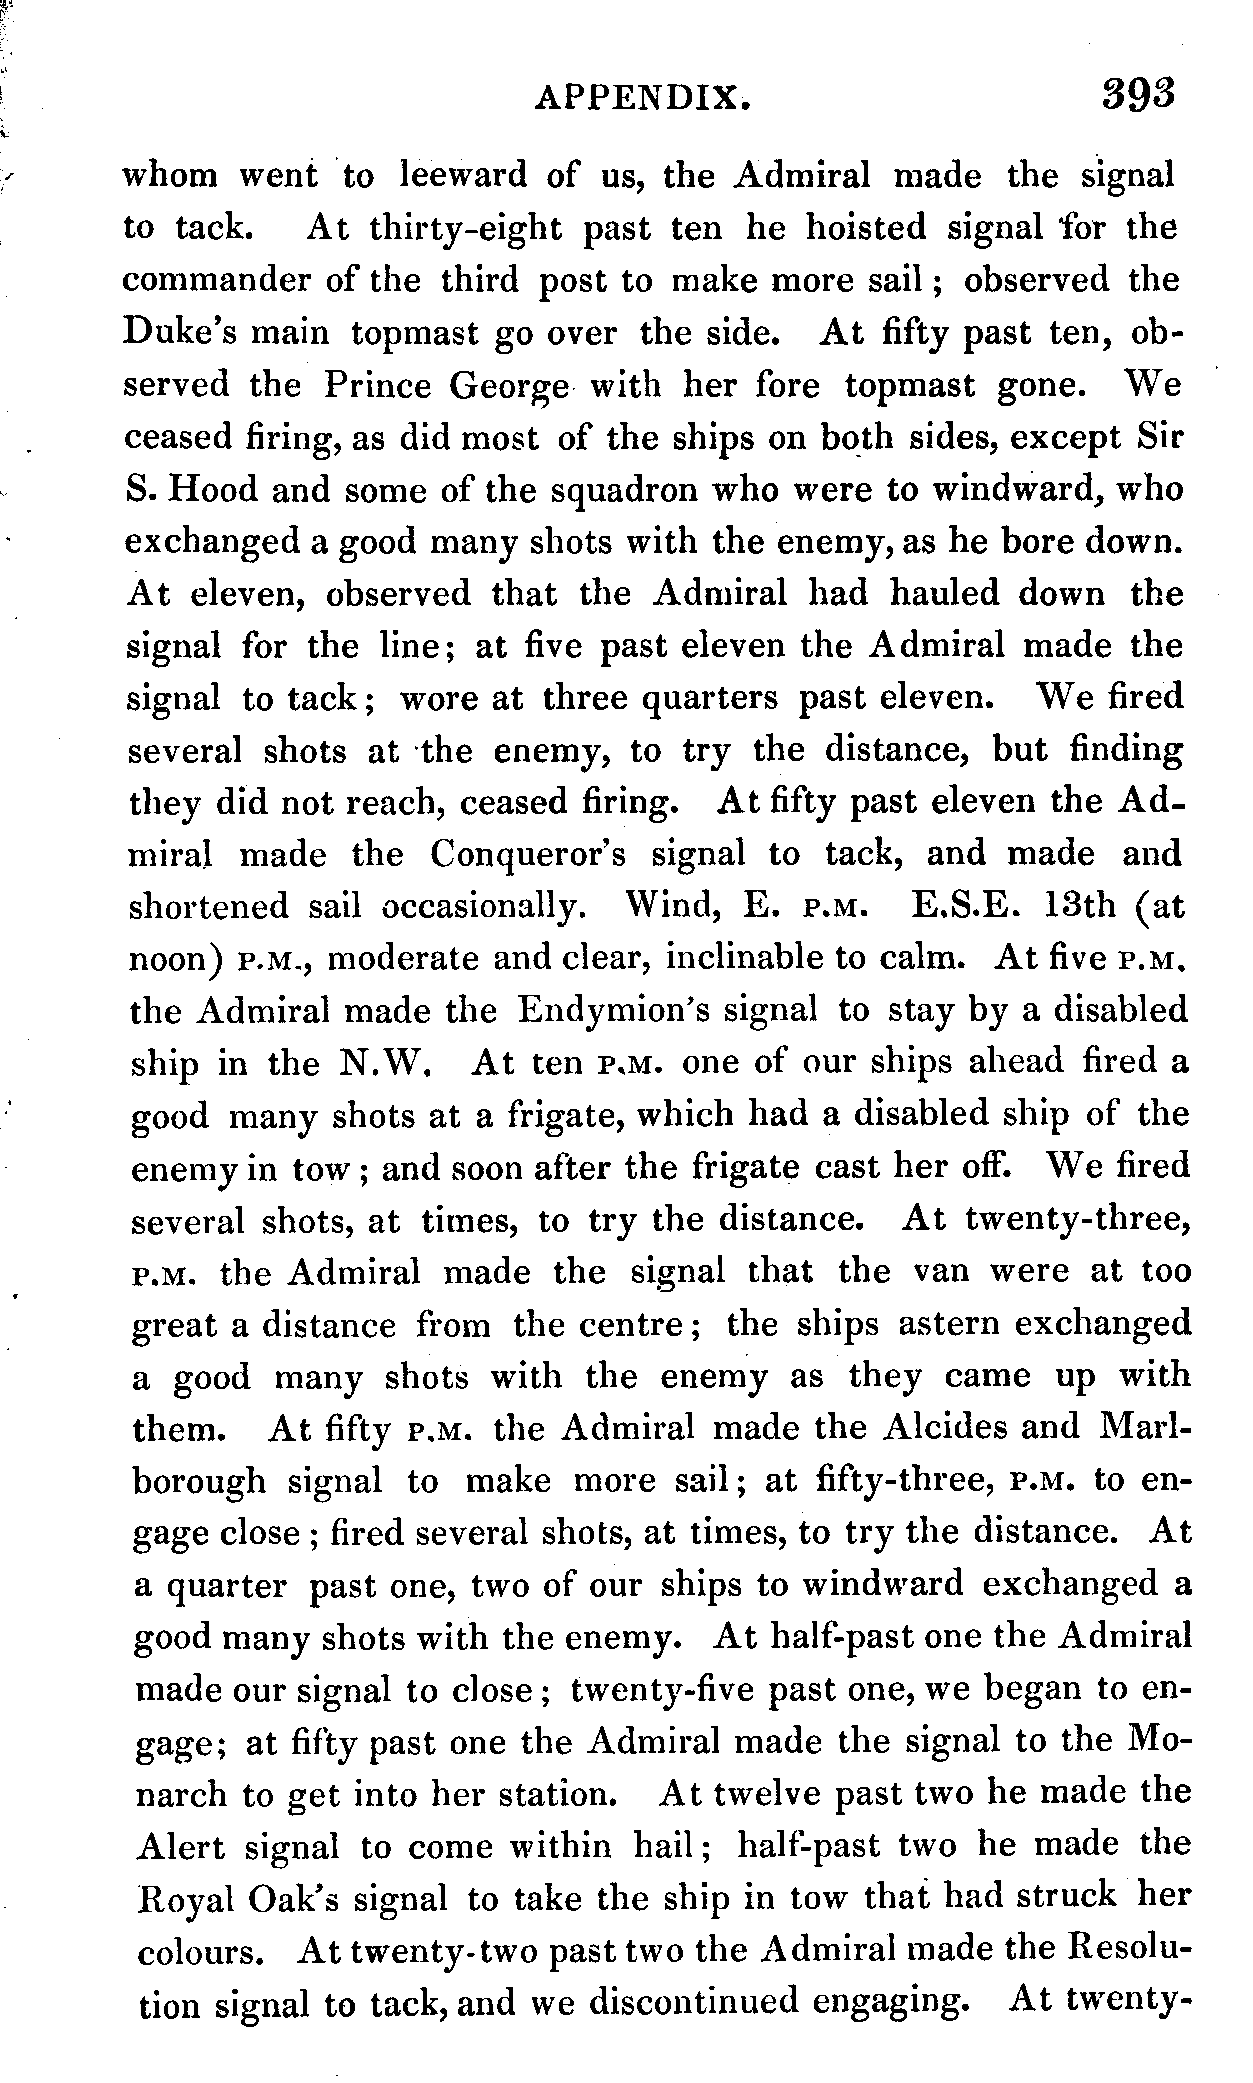 APPENDIX. 393
whom went to leeward of us, the Admiral made the signal
to tack. At thirty-eight past ten he hoisted signal for the
commander of the third post to make more sail; observed the
Duke's main topmast go over the side. At fifty past ten, ob-
served the Prince George with her fore topmast gone. We
ceased firing, as did most of the ships on both sides, except Sir
S. Hood and some of the squadron who were to windward, who
exchanged a good many shots with the enemy, as he bore down.
At eleven, observed that the Admiral had hauled down the
signal for the line; at five past eleven the Admiral made the
signal to tack; wore at three quarters past eleven. We fired
several shots at the enemy, to try the distance, but finding
they did not reach, ceased firing. At fifty past eleven the Ad-
miral made the Conqueror's signal to tack, and made and
shortened sail occasionally. Wind, E. P.M. E.S.E. 13th (at
noon) P.M., moderate and clear, inclinable to calm. At five P.M.
the Admiral made the Endymion's signal to stay by a disabled
ship in the N.W. At ten P.M. one of our ships ahead fired a
good many shots at a frigate, which had a disabled ship of the
enemy in tow; and soon after the frigate cast her off. We fired
several shots, at times, to try the distance. At twenty-three,
P.M. the Admiral made the signal that the van were at too
great a distance from the centre; the ships astern exchanged
a good many shots with the enemy as they came up with
them. At fifty P.M. the Admiral made the Alcides and Marl-
borough signal to make more sail; at fifty-three, P.M. to en-
gage close; fired several shots, at times, to try the distance. At
a quarter past one, two of our ships to windward exchanged a
good many shots with the enemy. At half-past one the Admiral
made our signal to close; twenty-five past one, we began to en-
gage; at fifty past one the Admiral made the signal to the Mo-
narch to get into her station. At twelve past two he made the
Alert signal to come within hail; half-past two he made the
Royal Oak's signal to take the ship in tow that had struck her
colours. At twenty-two past two the Admiral made the Resolu-
tion signal to tack, and we discontinued engaging. At twenty-